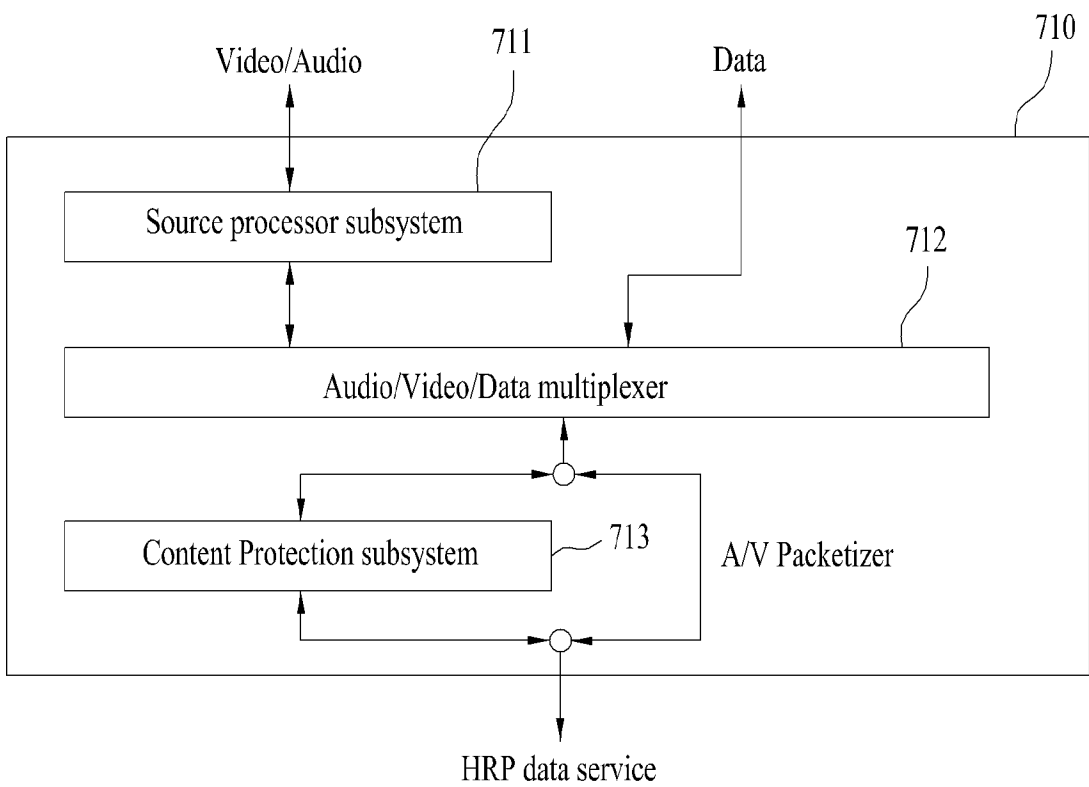 711
710
Video/Audio
Data
Source processor subsystem
712
Audio/Video/Data multiplexer
Content Protection subsystem
713
A/V Packetizer
HRP data service